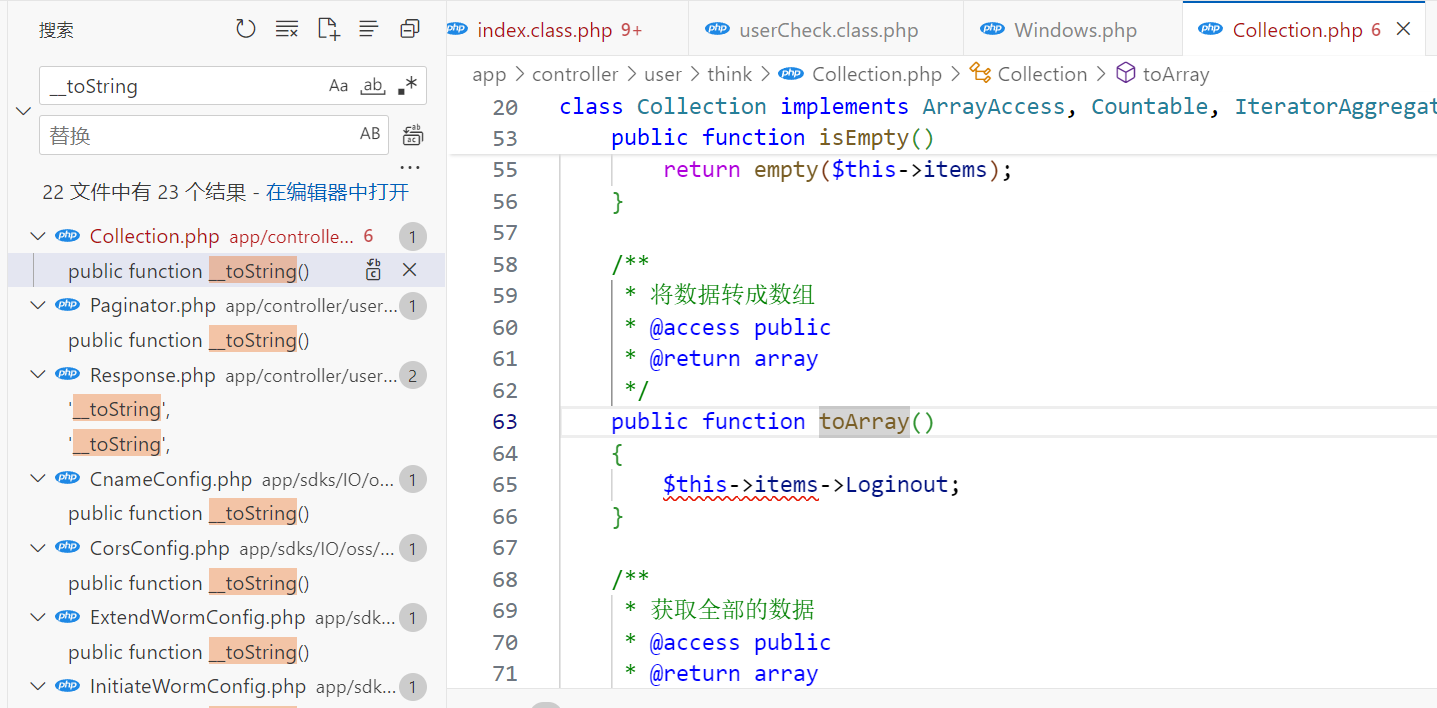 搜索
__toString
Aa
ab
.*
替换
AB
22 文件中有 23 个结果 - 在编辑器中打开
php Collection.php app/controlle... 6 1
public function __toString()
php Paginator.php app/controller/user... 1
public function __toString()
php Response.php app/controller/user... 2
'__toString',
'__toString',
php CnameConfig.php app/sdks/IO/o... 1
public function __toString()
php CorsConfig.php app/sdks/IO/oss/... 1
public function __toString()
php ExtendWormConfig.php app/sdk... 1
public function __toString()
php InitiateWormConfig.php app/sdk... 1
php index.class.php 9+
php userCheck.class.php
php Windows.php
php Collection.php 6
app > controller > user > think > php Collection.php > Collection > toArray
20 class Collection implements ArrayAccess, Countable, IteratorAggregat
53 public function isEmpty()
55 return empty($this->items);
56 }
57
58 /**
59 * 将数据转成数组
60 * @access public
61 * @return array
62 */
63 public function toArray()
64 {
65 $this->items->Loginout;
66 }
67
68 /**
69 * 获取全部的数据
70 * @access public
71 * @return array